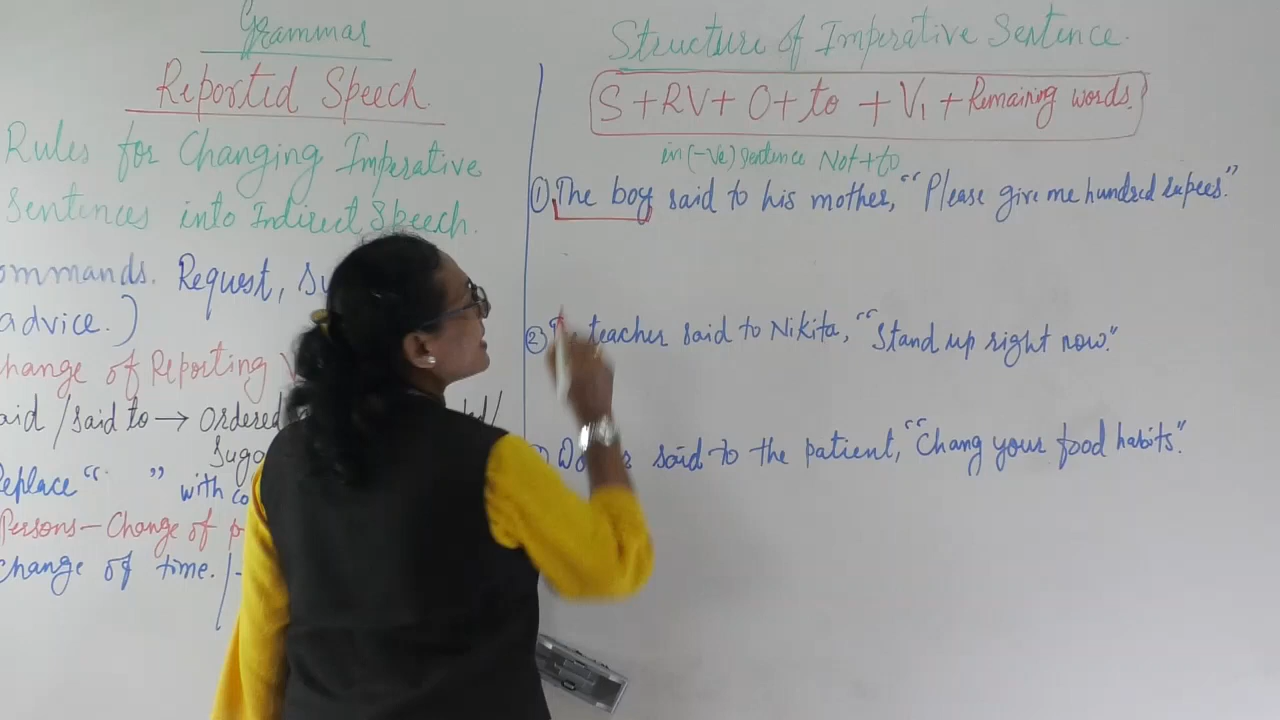 Grammar
Reported Speech.
Rules for Changing Imperative
Sentences into Indirect Speech.
ommands. Request, su
advice.)
hange of Reporting V
aid / said to → Ordered
Sugg
Replace “ ” with co
Persons – Change of p
change of time. /
Structure of Imperative Sentence.
S + RV + O + to + V1 + Remaining words.
in (-ve) sentence Not + to
① The boy said to his mother, “Please give me hundred rupees.”
② T teacher said to Nikita, “Stand up right now.”
said to the patient, “Chang your food habits.”